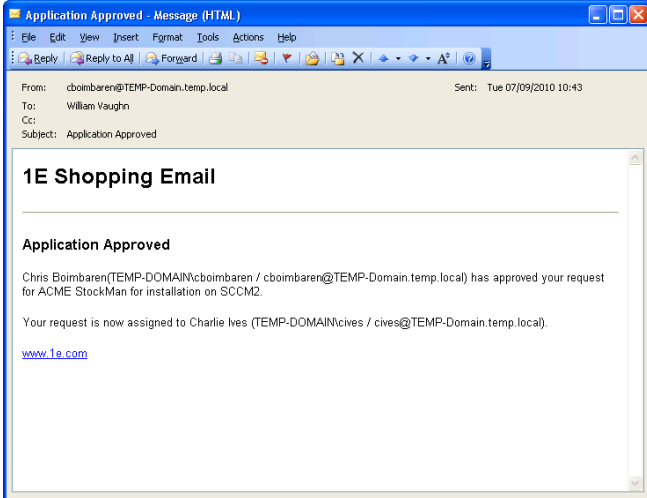 Application Approved - Message (HTML)
File Edit View Insert Format Tools Actions Help
Reply Reply to All Forward
From: cboimbaren@TEMP-Domain.temp.local Sent: Tue 07/09/2010 10:43
To: William Vaughn
Cc:
Subject: Application Approved
1E Shopping Email
Application Approved
Chris Boimbaren(TEMP-DOMAIN\cboimbaren / cboimbaren@TEMP-Domain.temp.local) has approved your request
for ACME StockMan for installation on SCCM2.
Your request is now assigned to Charlie Ives (TEMP-DOMAIN\cives / cives@TEMP-Domain.temp.local).
www.1e.com